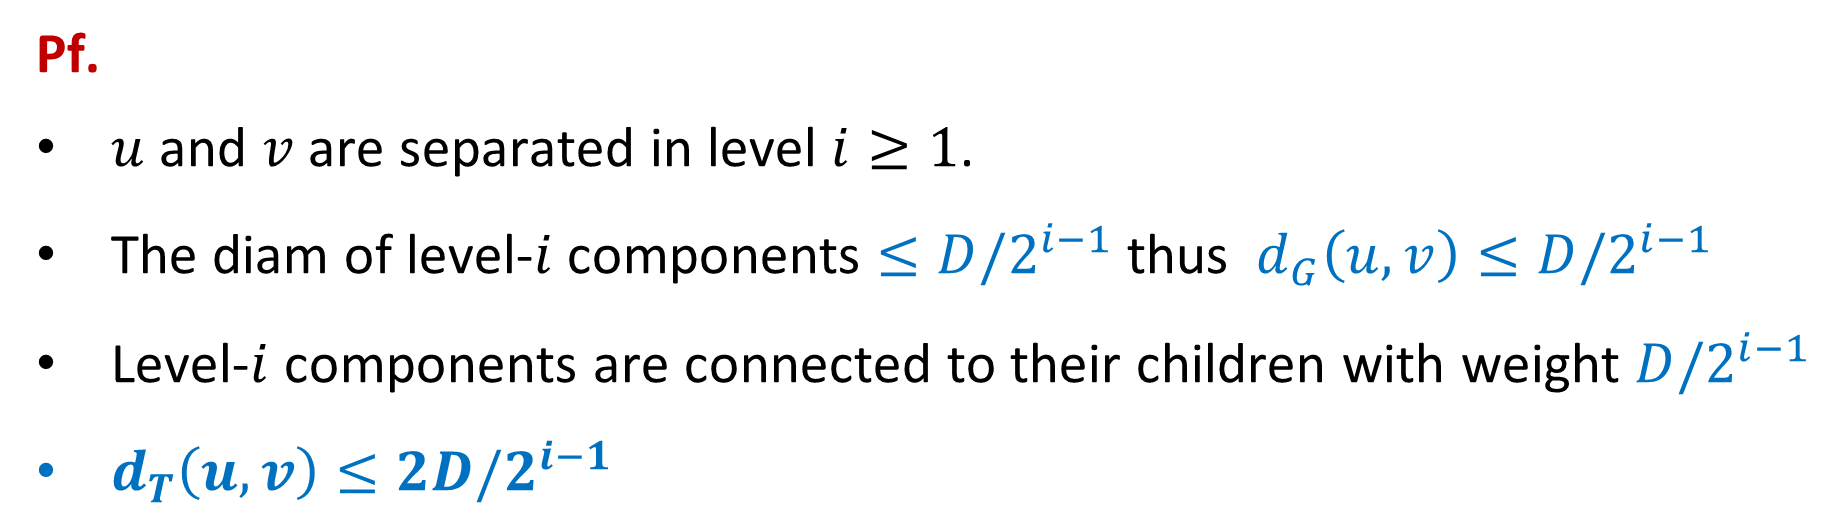 Pf.
• u and v are separated in level i ≥ 1.
• The diam of level-i components ≤ D/2^{i−1} thus d_G(u, v) ≤ D/2^{i−1}
• Level-i components are connected to their children with weight D/2^{i−1}
• d_T(u, v) ≤ 2D/2^{i−1}